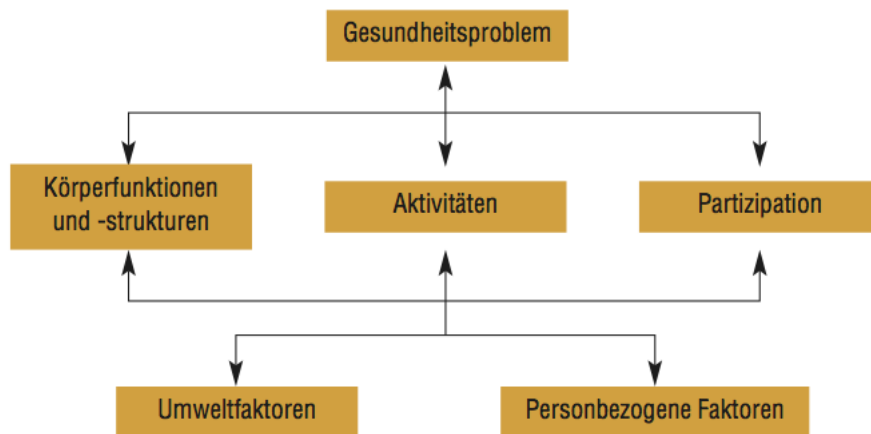 Gesundheitsproblem
Körperfunktionen
und -strukturen
Aktivitäten
Partizipation
Umweltfaktoren
Personbezogene Faktoren